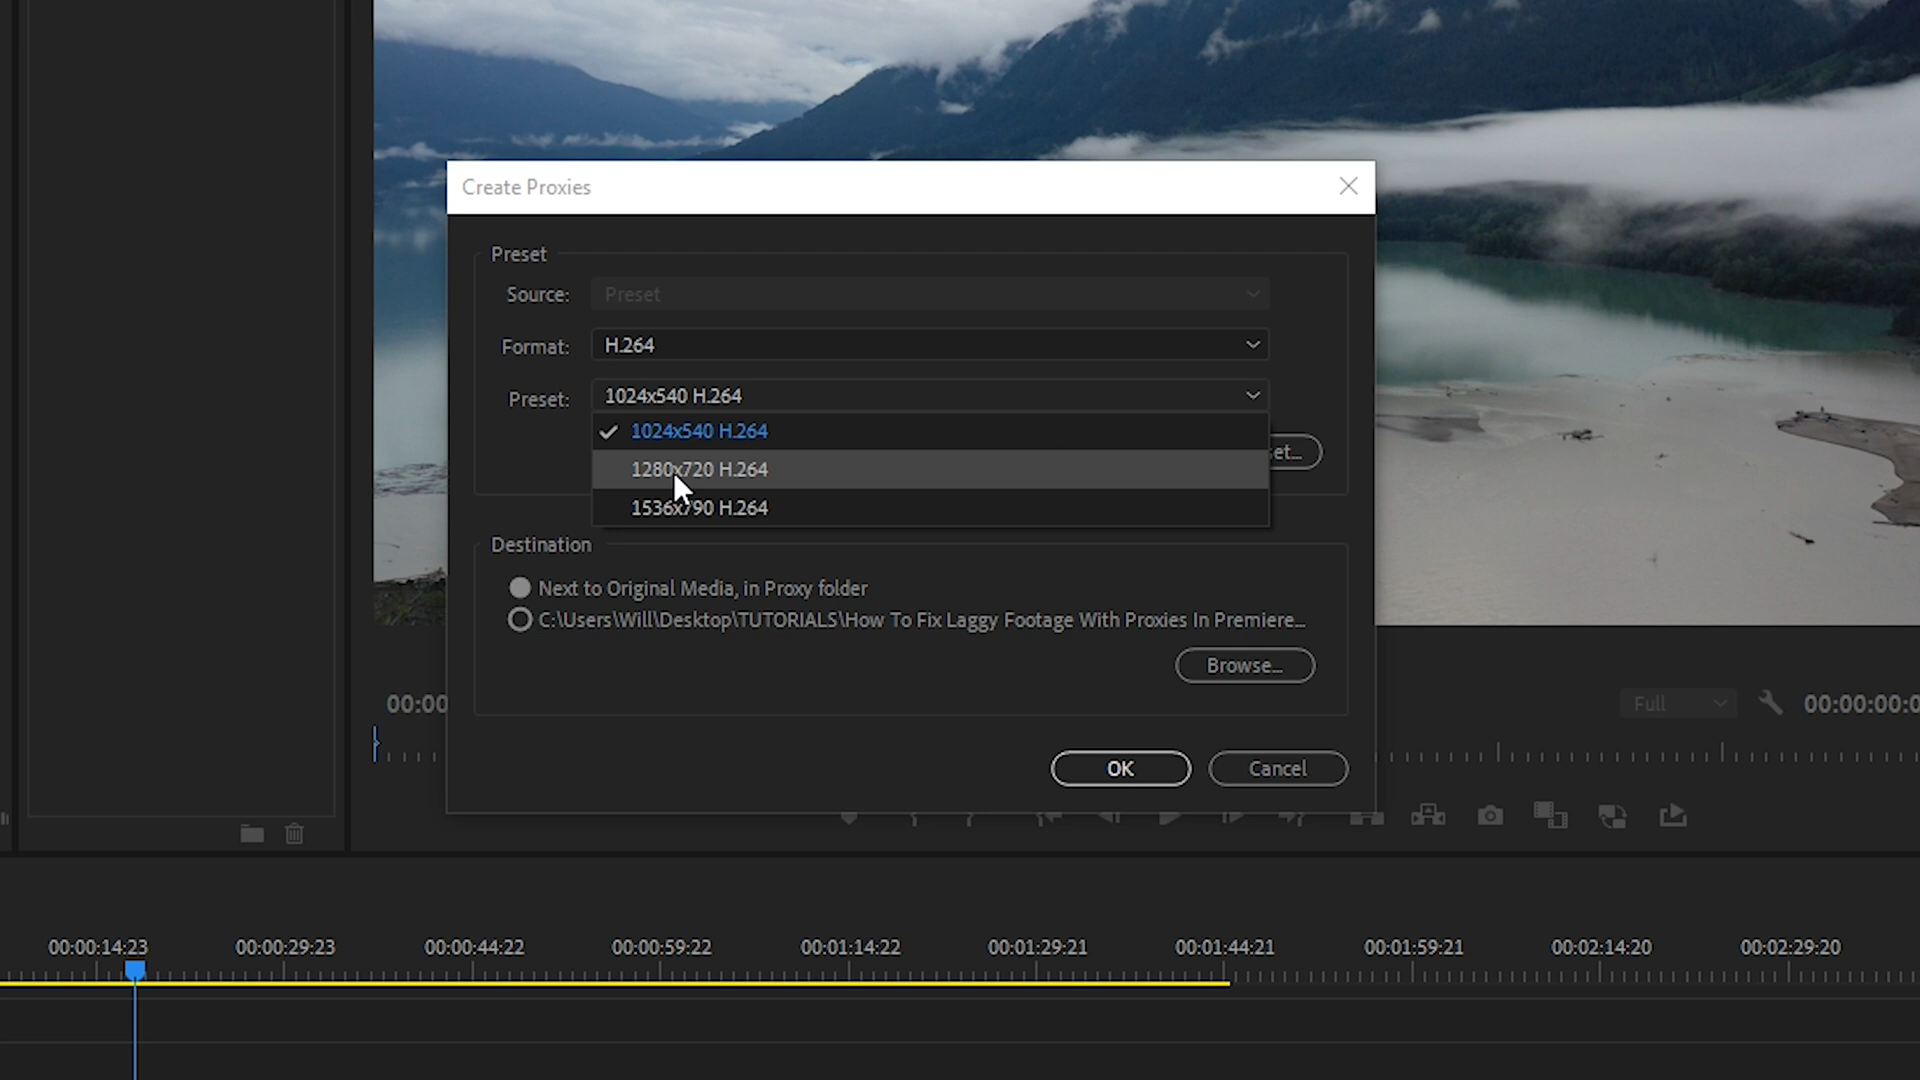 Create Proxies
Preset
Source: Preset
Format: H.264
Preset: 1024x540 H.264
1024x540 H.264
et...
1280x720 H.264
1536x790 H.264
Destination
Next to Original Media, in Proxy folder
C:\Users\Will\Desktop\TUTORIALS\How To Fix Laggy Footage With Proxies In Premiere...
Browse...
00:00
Full
00:00:00:0
OK
Cancel
00:00:14:23
00:00:29:23
00:00:44:22
00:00:59:22
00:01:14:22
00:01:29:21
00:01:44:21
00:01:59:21
00:02:14:20
00:02:29:20